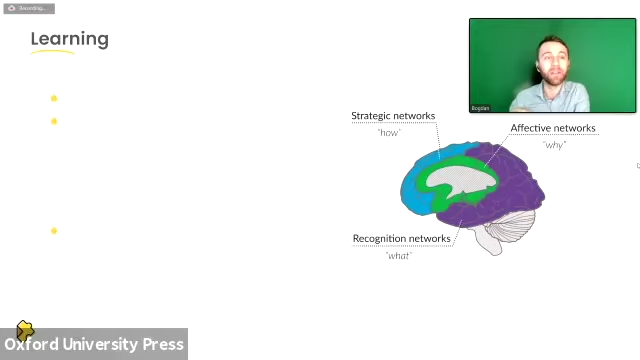 Recording...
Learning
Bogdan
Strategic networks
"how"
Affective networks
"why"
Recognition networks
"what"
Oxford University Press